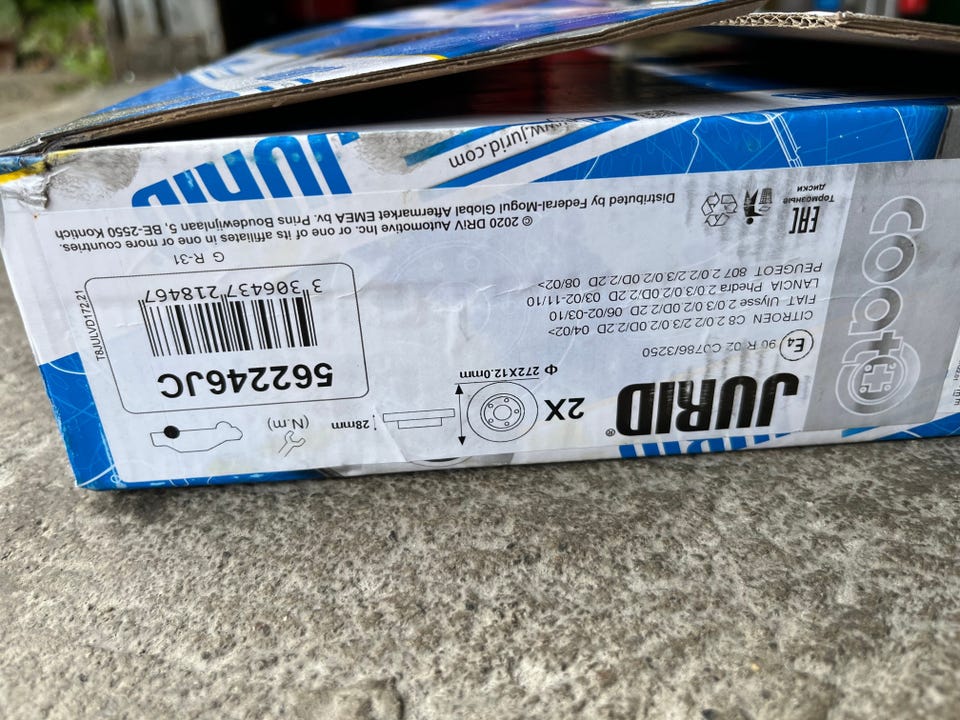 JURID
www.jurid.com
coat+
JURID®
2X
Φ 272X12.0mm
28mm
(N.m)
E4
90 R-02 C0786/3250
CITROEN C8 2.0/2.2/3.0/2.0D/2.2D 04/02>
FIAT Ulysse 2.0/3.0/2.0D/2.2D 06/02-03/10
LANCIA Phedra 2.0/3.0/2.0D/2.2D 03/02-11/10
PEUGEOT 807 2.0/2.2/3.0/2.0D/2.2D 08/02>
562246JC
3 306437 218467
T8JULVD172.21
G R-31
EAC
Тормозные
диски
Distributed by Federal-Mogul Global Aftermarket EMEA bv. Prins Boudewijnlaan 5, BE-2550 Kontich
© 2020 DRiV Automotive Inc. or one of its affiliates in one or more countries.